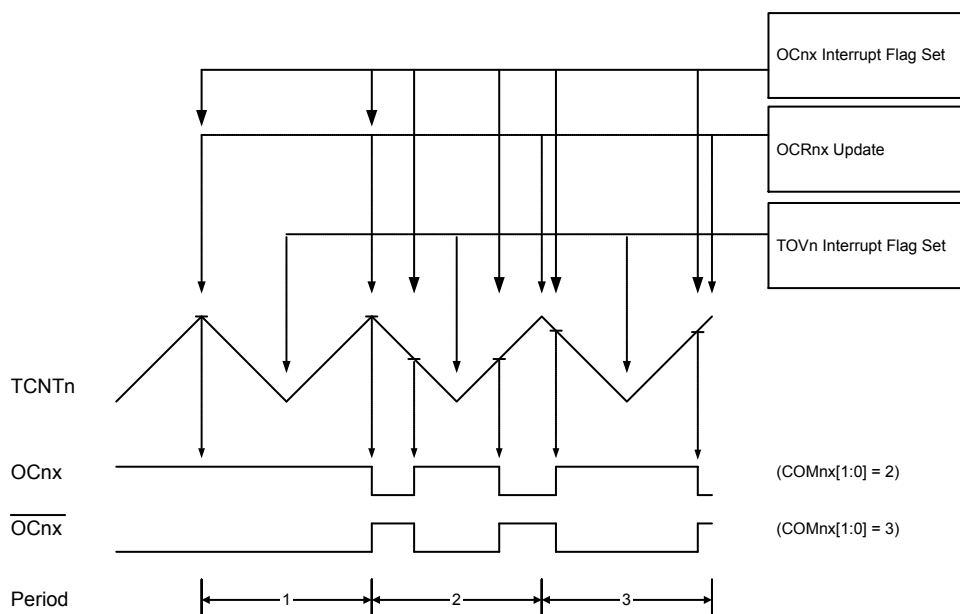 OCnx Interrupt Flag Set
OCRnx Update
TOVn Interrupt Flag Set
TCNTn
OCnx
(COMnx[1:0] = 2)
OCnx
(COMnx[1:0] = 3)
Period
1
2
3